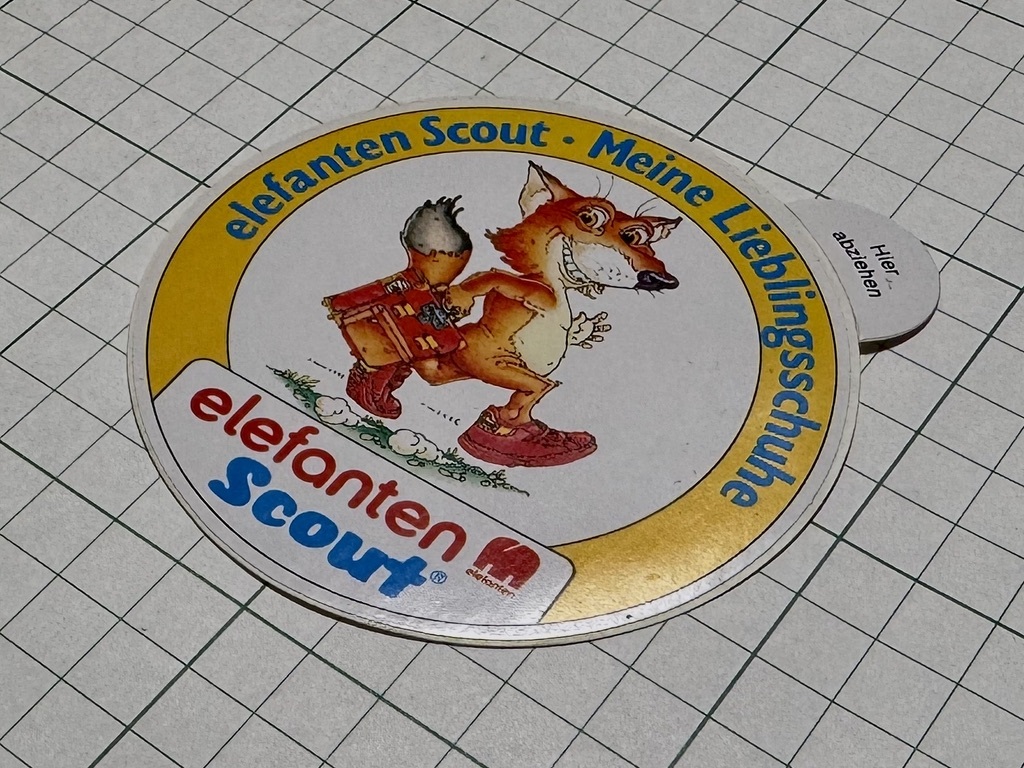 elefanten Scout · Meine Lieblingsschuhe
Hier
abziehen
elefanten
Scout®
elefanten